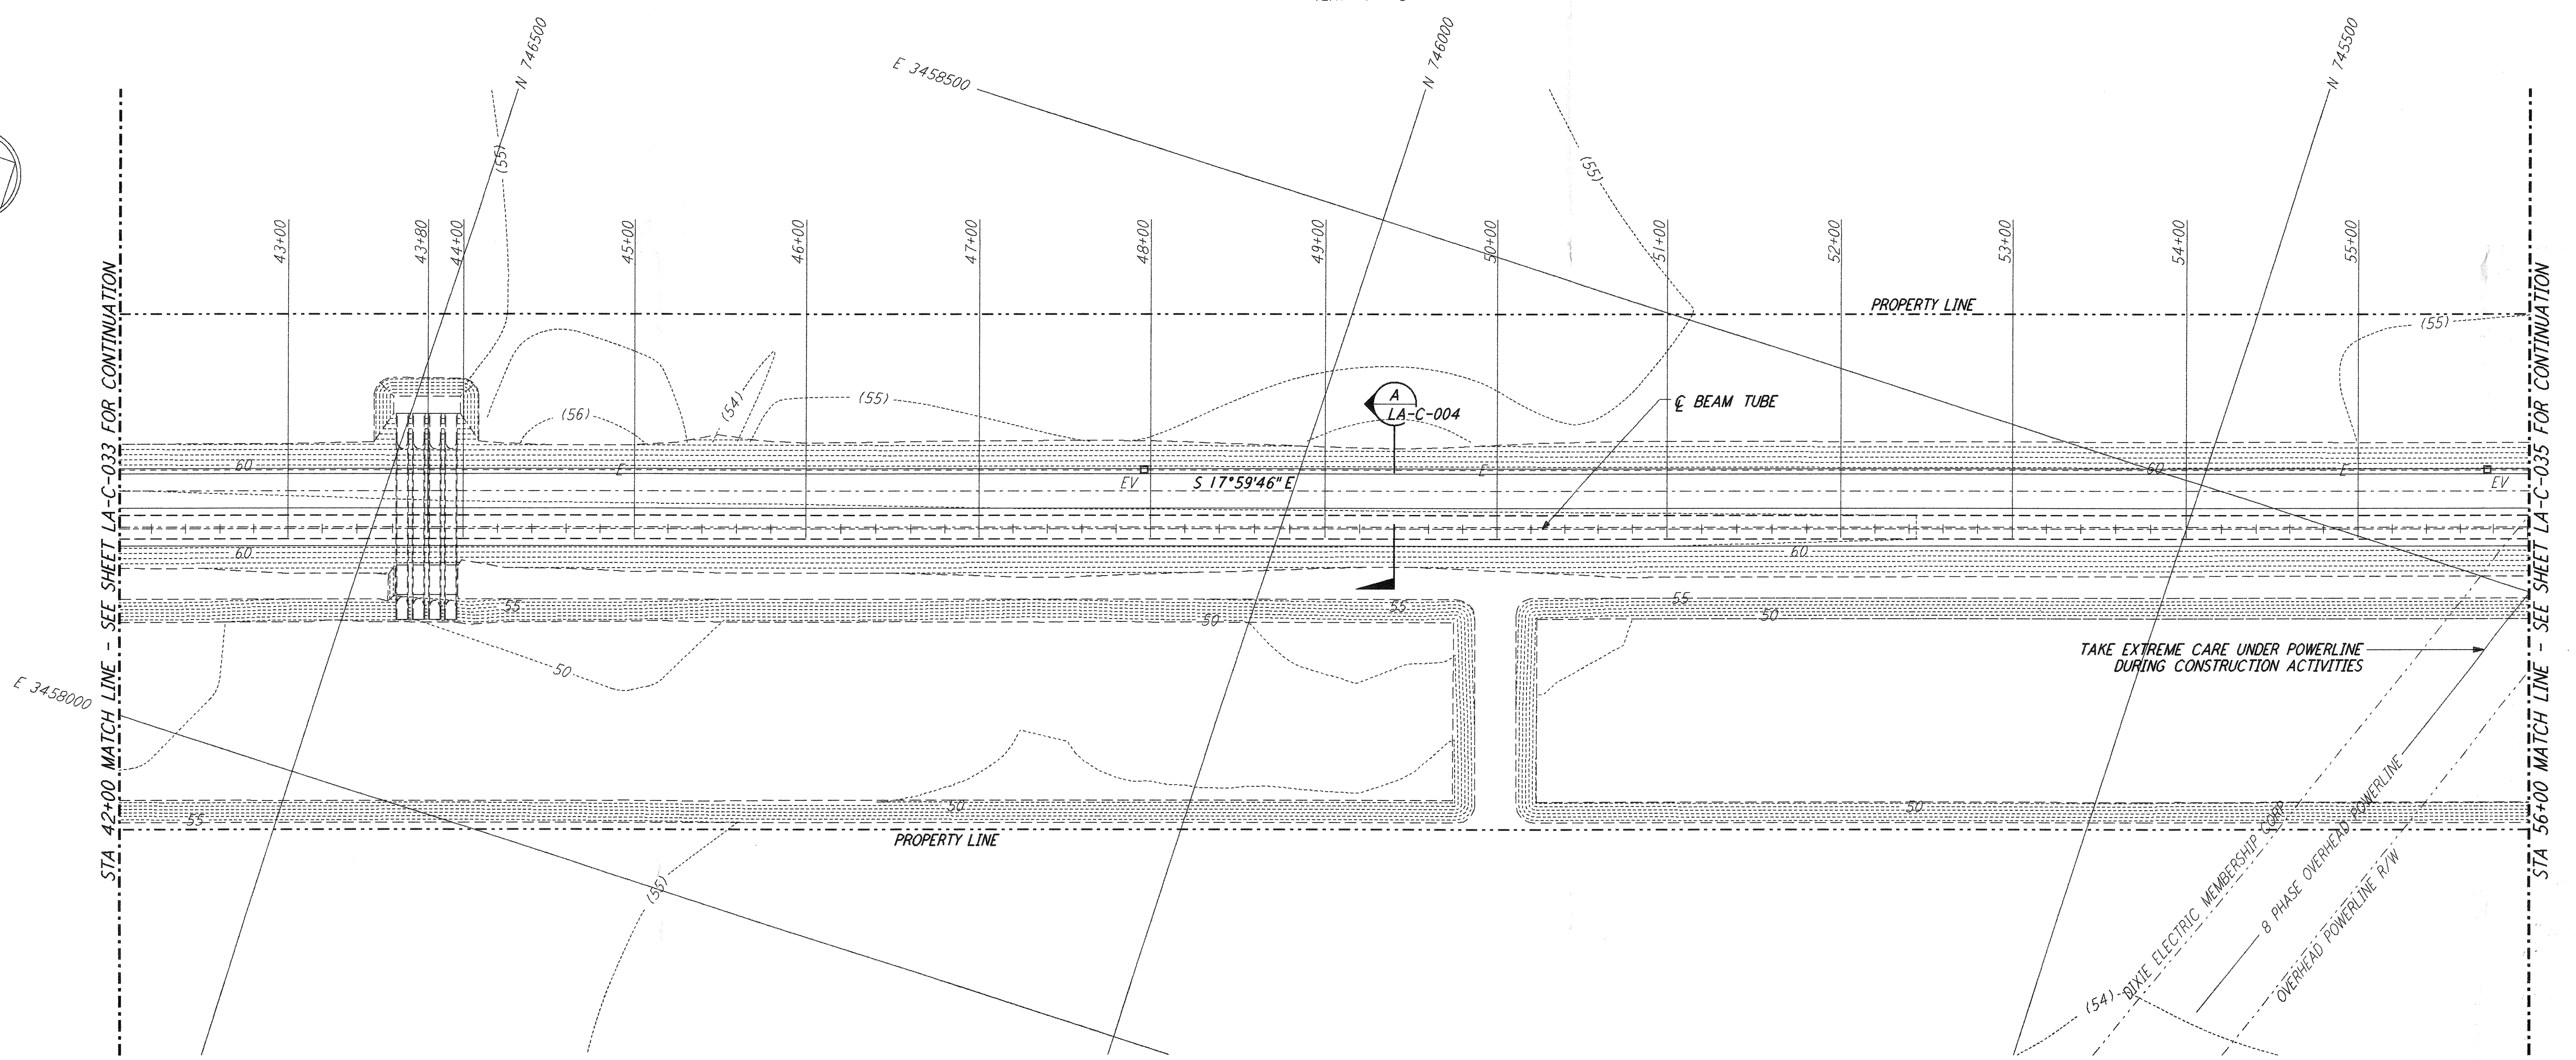 N 746500
N 746000
N 745500
E 3458500
(55)
(55)
43+00
43+80
44+00
45+00
46+00
47+00
48+00
49+00
50+00
51+00
52+00
53+00
54+00
55+00
PROPERTY LINE
(55)
STA 42+00 MATCH LINE - SEE SHEET LA-C-033 FOR CONTINUATION
STA 56+00 MATCH LINE - SEE SHEET LA-C-035 FOR CONTINUATION
(56)
(54)
(55)
A
LA-C-004
℄ BEAM TUBE
60
E
E
60
E
EV
S 17°59'46" E
EV
60
60
55
50
55
55
50
50
TAKE EXTREME CARE UNDER POWERLINE
DURING CONSTRUCTION ACTIVITIES
E 3458000
55
50
50
PROPERTY LINE
(55)
DIXIE ELECTRIC MEMBERSHIP CORP
8 PHASE OVERHEAD POWERLINE
OVERHEAD POWERLINE R/W
(54)